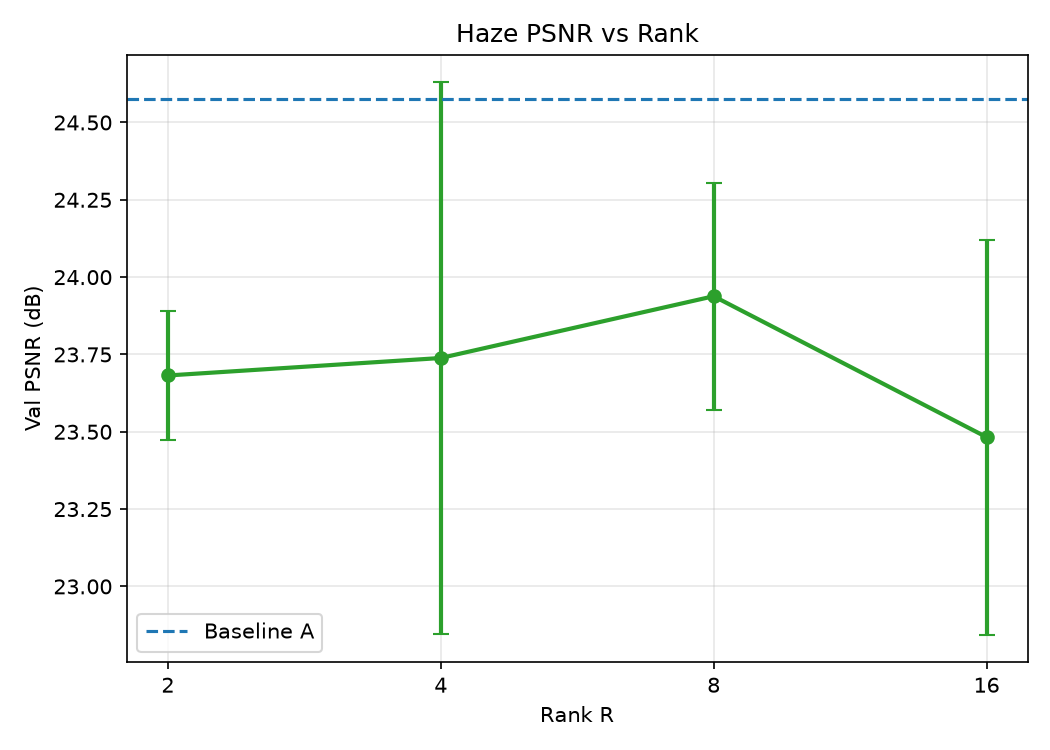 Haze PSNR vs Rank
Val PSNR (dB)
24.50
24.25
24.00
23.75
23.50
23.25
23.00
Baseline A
2 4 8 16
Rank R